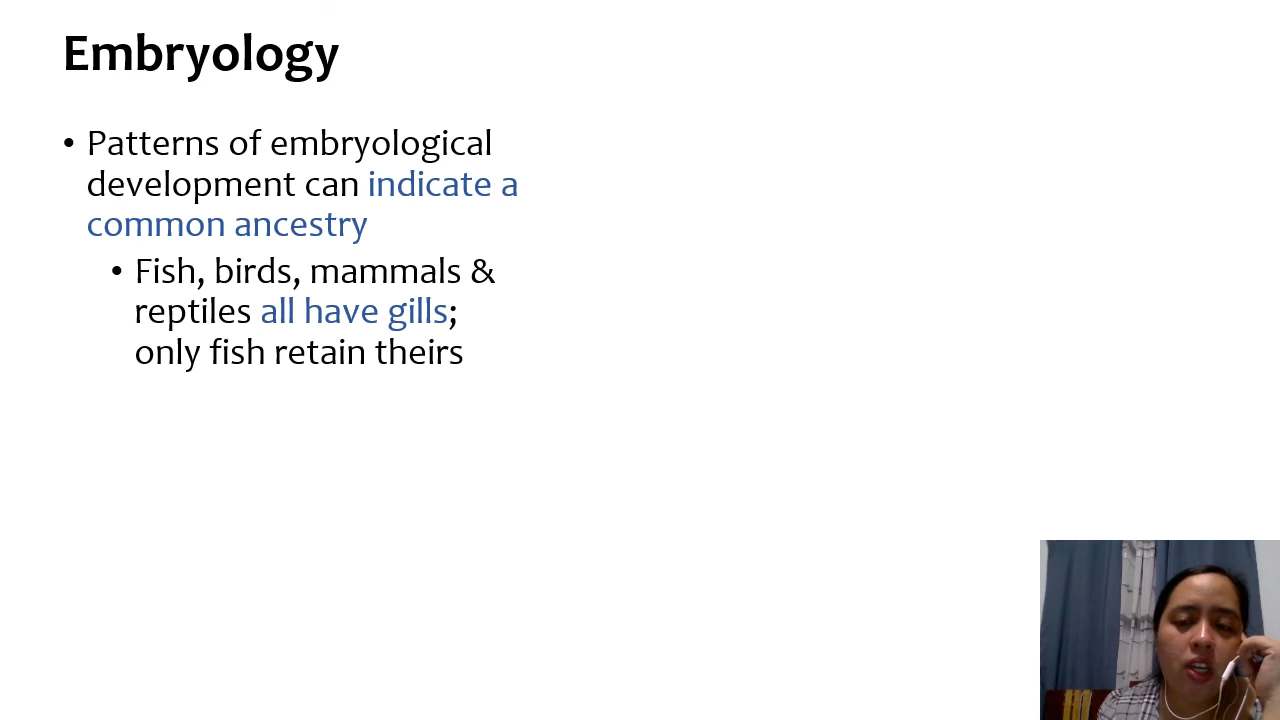 Embryology
• Patterns of embryological
development can indicate a
common ancestry
• Fish, birds, mammals &
reptiles all have gills;
only fish retain theirs